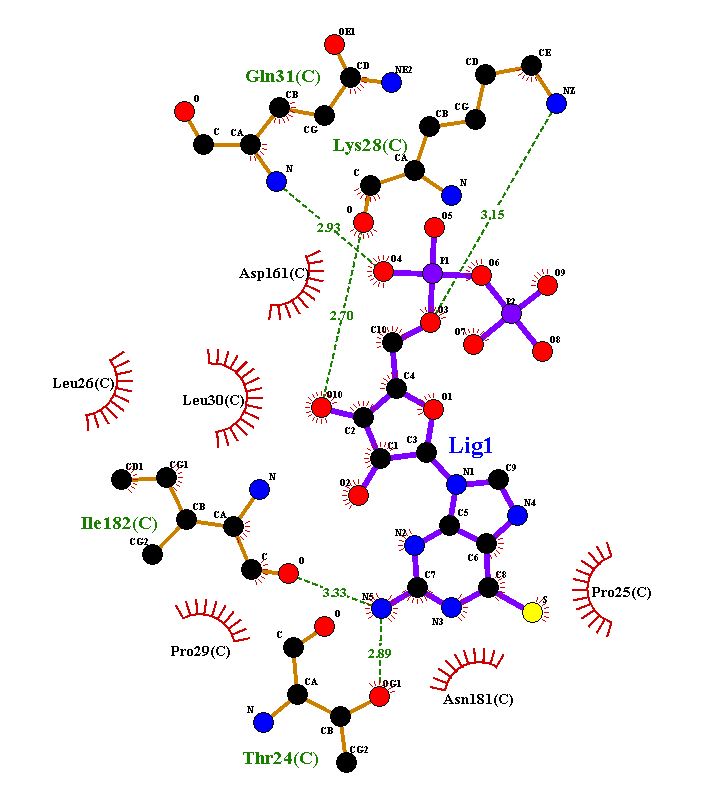 OE1
CD
CE
Gln31(C)
CD
NE2
O
CB
NZ
CG
CB
CG
C
CA
Lys28(C)
CA
N
C
N
O
3.15
2.93
O5
Asp161(C)
O4
P1
O6
O9
P2
2.70
O3
C10
O7
O8
Leu26(C)
C4
Leu30(C)
O10
O1
C2
Lig1
C1
C3
CD1
CG1
N
O2
N1
C9
CB
CA
N4
Ile182(C)
C5
CG2
N2
C6
C
O
C7
C8
3.33
N5
Pro25(C)
N3
S
O
Pro29(C)
C
2.89
CA
OG1
Asn181(C)
N
CB
CG2
Thr24(C)